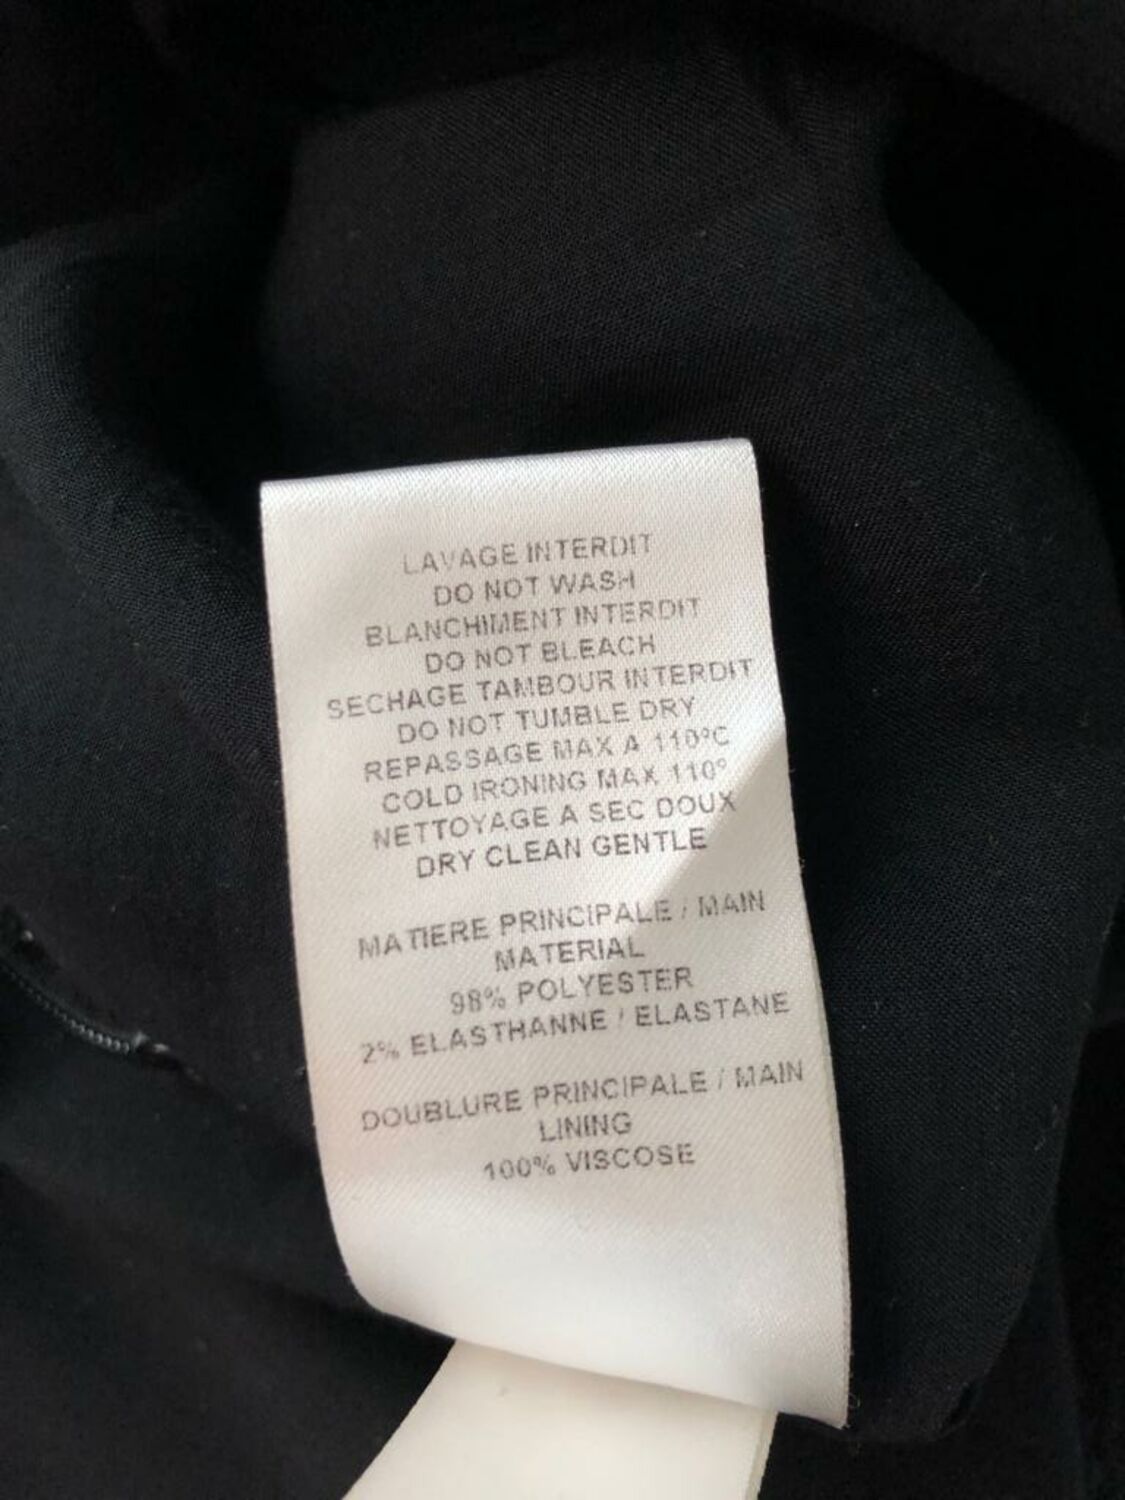 LAVAGE INTERDIT
DO NOT WASH
BLANCHIMENT INTERDIT
DO NOT BLEACH
SECHAGE TAMBOUR INTERDIT
DO NOT TUMBLE DRY
REPASSAGE MAX A 110°C
COLD IRONING MAX 110°
NETTOYAGE A SEC DOUX
DRY CLEAN GENTLE
MATIERE PRINCIPALE / MAIN
MATERIAL
98% POLYESTER
2% ELASTHANNE / ELASTANE
DOUBLURE PRINCIPALE / MAIN
LINING
100% VISCOSE